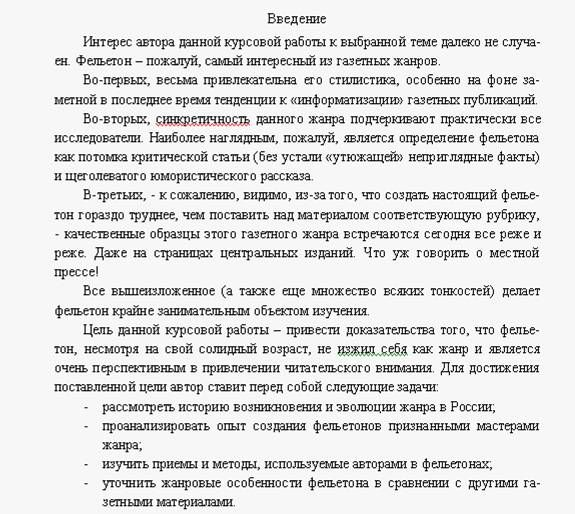 Введение
Интерес автора данной курсовой работы к выбранной теме далеко не случа-
ен. Фельетон – пожалуй, самый интересный из газетных жанров.
Во-первых, весьма привлекательна его стилистика, особенно на фоне за-
метной в последнее время тенденции к «информатизации» газетных публикаций.
Во-вторых, синкретичность данного жанра подчеркивают практически все
исследователи. Наиболее наглядным, пожалуй, является определение фельетона
как потомка критической статьи (без устали «утюжащей» неприглядные факты)
и щеголеватого юмористического рассказа.
В-третьих, - к сожалению, видимо, из-за того, что создать настоящий фелье-
тон гораздо труднее, чем поставить над материалом соответствующую рубрику,
- качественные образцы этого газетного жанра встречаются сегодня все реже и
реже. Даже на страницах центральных изданий. Что уж говорить о местной
прессе!
Все вышеизложенное (а также еще множество всяких тонкостей) делает
фельетон крайне занимательным объектом изучения.
Цель данной курсовой работы – привести доказательства того, что фелье-
тон, несмотря на свой солидный возраст, не изжил себя как жанр и является
очень перспективным в привлечении читательского внимания. Для достижения
поставленной цели автор ставит перед собой следующие задачи:
- рассмотреть историю возникновения и эволюции жанра в России;
- проанализировать опыт создания фельетонов признанными мастерами
жанра;
- изучить приемы и методы, используемые авторами в фельетонах;
- уточнить жанровые особенности фельетона в сравнении с другими га-
зетными материалами.